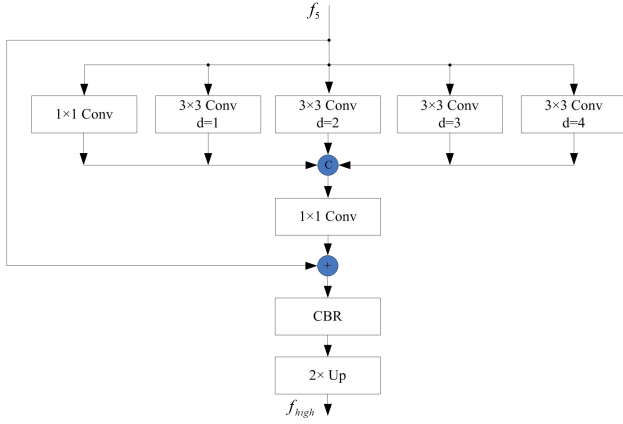 f5
1×1 Conv
3×3 Conv
d=1
3×3 Conv
d=2
3×3 Conv
d=3
3×3 Conv
d=4
C
1×1 Conv
+
CBR
2× Up
fhigh